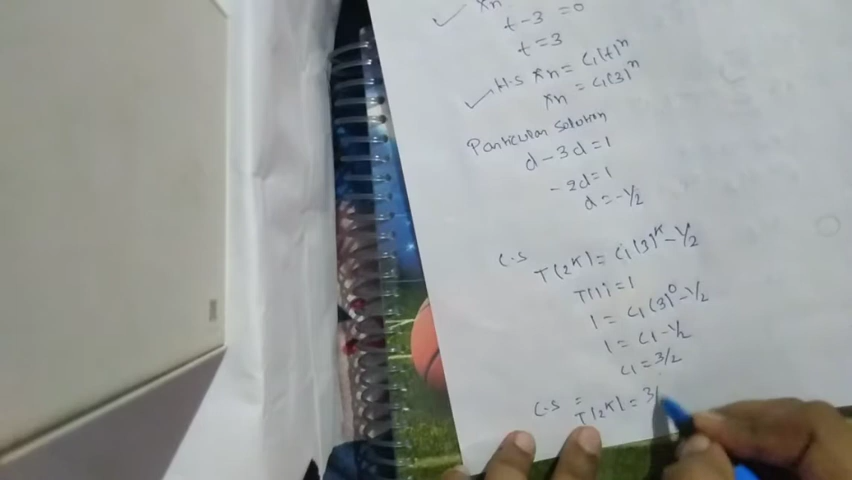 xn
t-3 = 0
t = 3
H.S xn = C1(t)^n
xn = C1(3)^n
Particular solution
d-3d=1
-2d=1
d = -1/2
C.S
T(2^K) = C1(3)^K - 1/2
T(1) = 1
1 = C1(3)^0 - 1/2
1 = C1 - 1/2
C1 = 3/2
C.S =
T(2^K) = 3/